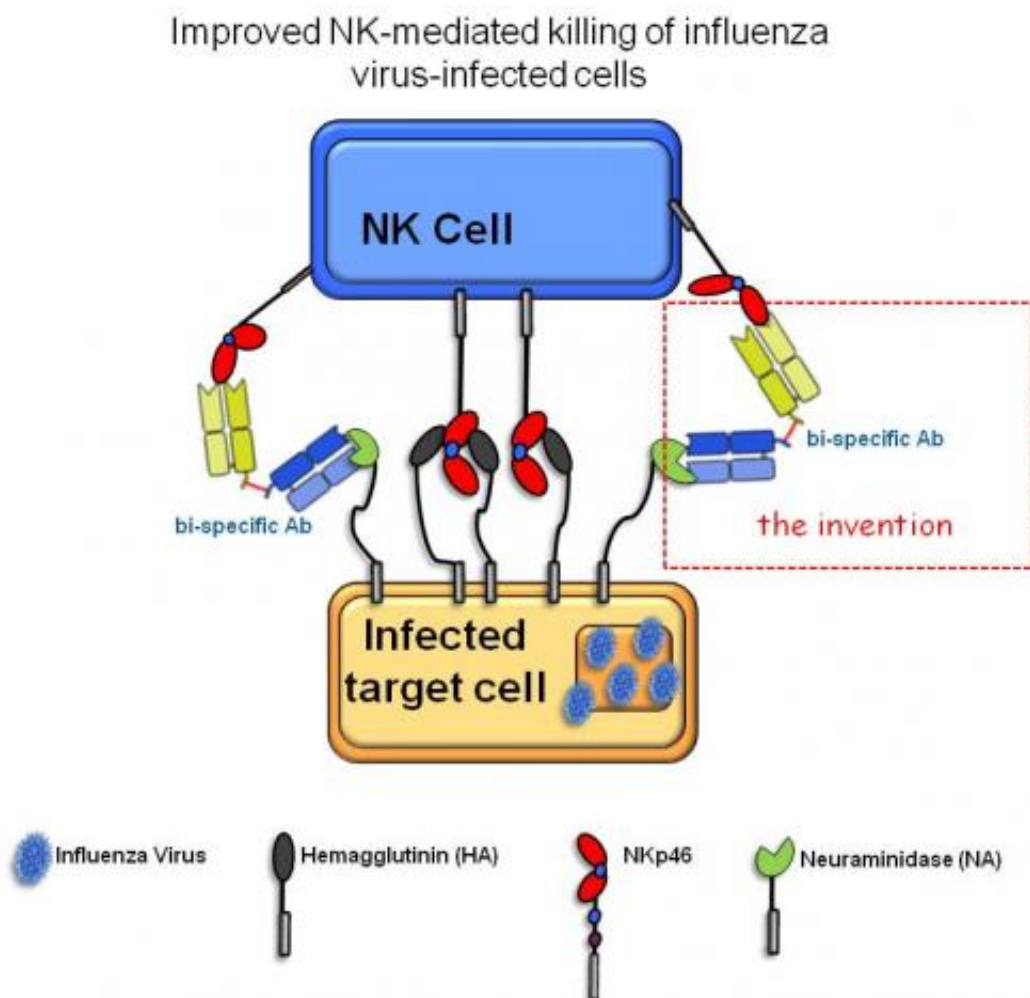 Improved NK-mediated killing of influenza
virus-infected cells
NK Cell
bi-specific Ab
bi-specific Ab
the invention
Infected
target cell
Influenza Virus
Hemagglutinin (HA)
NKp46
Neuraminidase (NA)